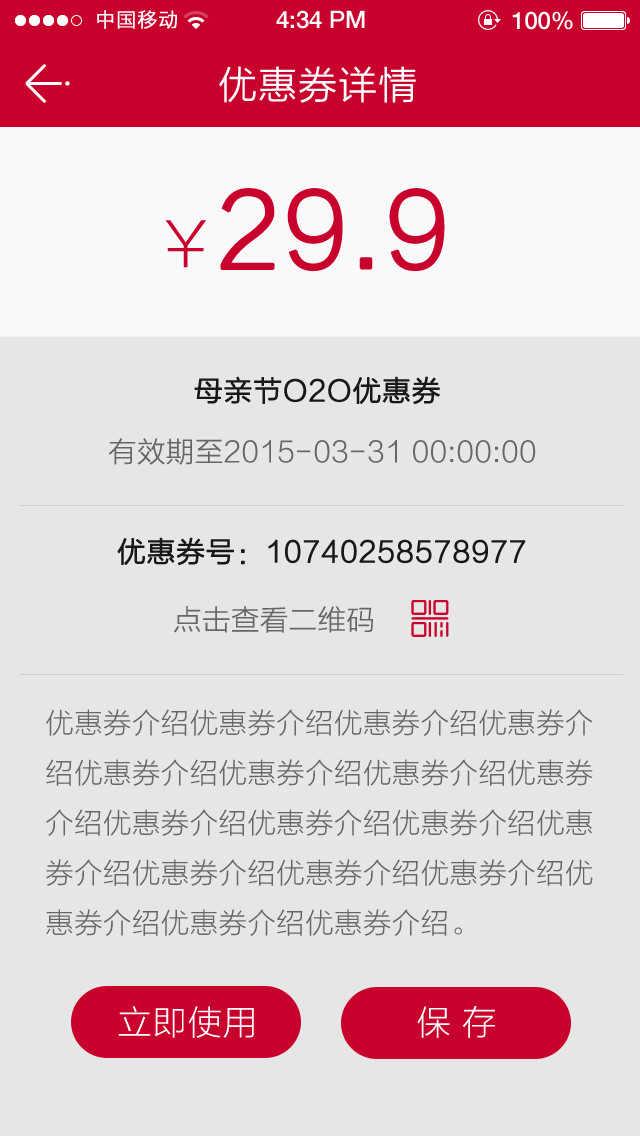 中国移动 4:34 PM 100%
优惠券详情
¥29.9
母亲节O2O优惠券
有效期至2015-03-31 00:00:00
优惠券号：10740258578977
点击查看二维码
优惠券介绍优惠券介绍优惠券介绍优惠券介
绍优惠券介绍优惠券介绍优惠券介绍优惠券
介绍优惠券介绍优惠券介绍优惠券介绍优惠
券介绍优惠券介绍优惠券介绍优惠券介绍优
惠券介绍优惠券介绍优惠券介绍。
立即使用 保 存